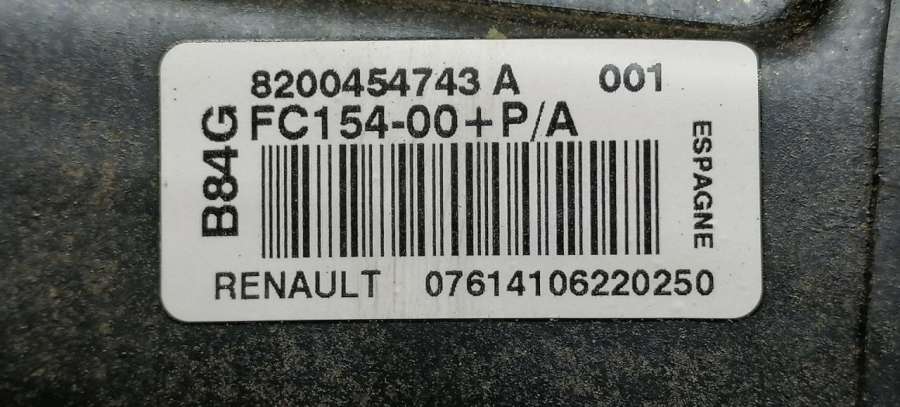 8200454743 A 001
FC154-00+P/A
B84G
ESPAGNE
RENAULT 07614106220250